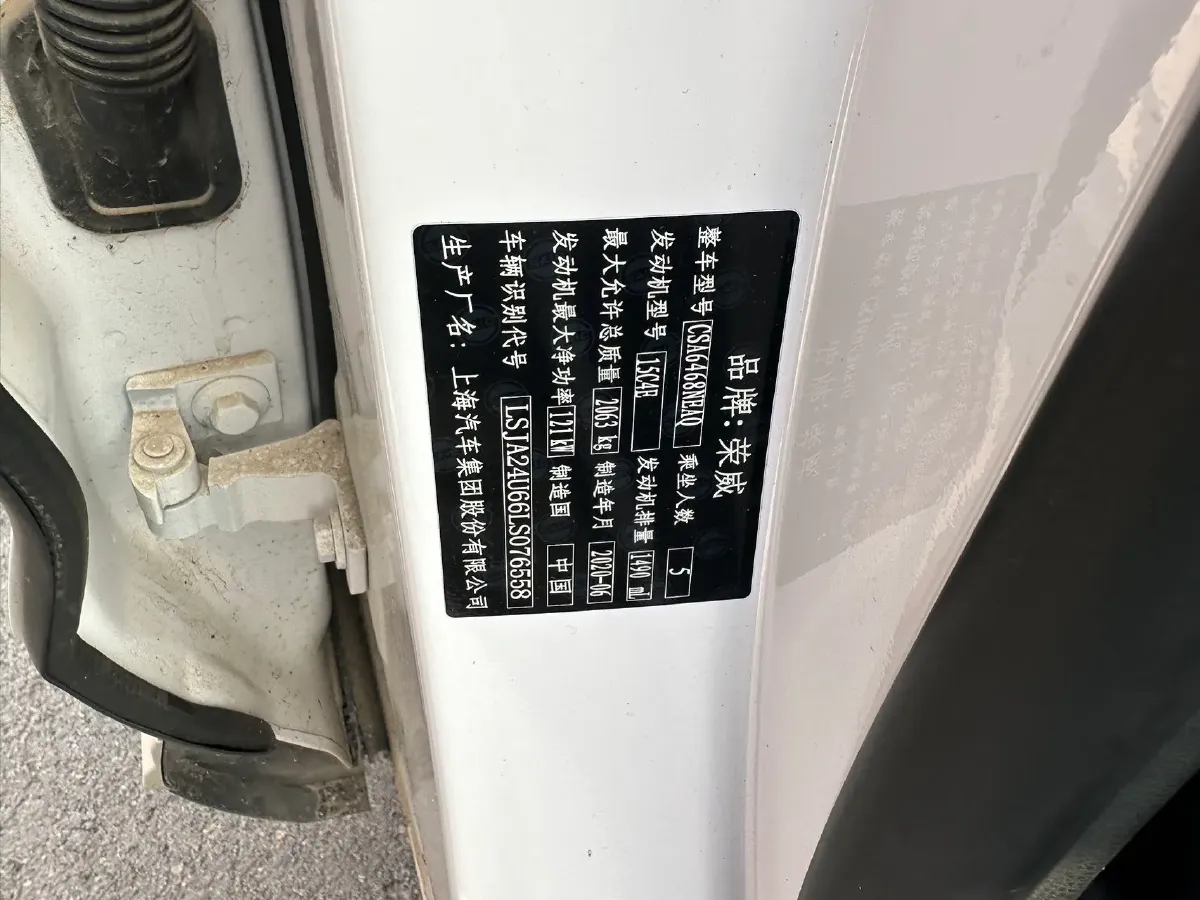 品牌：荣威
整车型号 CSA6468NEAQ 乘坐人数 5
发动机型号 15C4E 发动机排量 1490 mL
最大允许总质量 2063 kg 制造年月 2020-06
发动机最大净功率 121 kW 制造国 中国
车辆识别代号 LSJA24U66LS076558
生产厂名：上海汽车集团股份有限公司